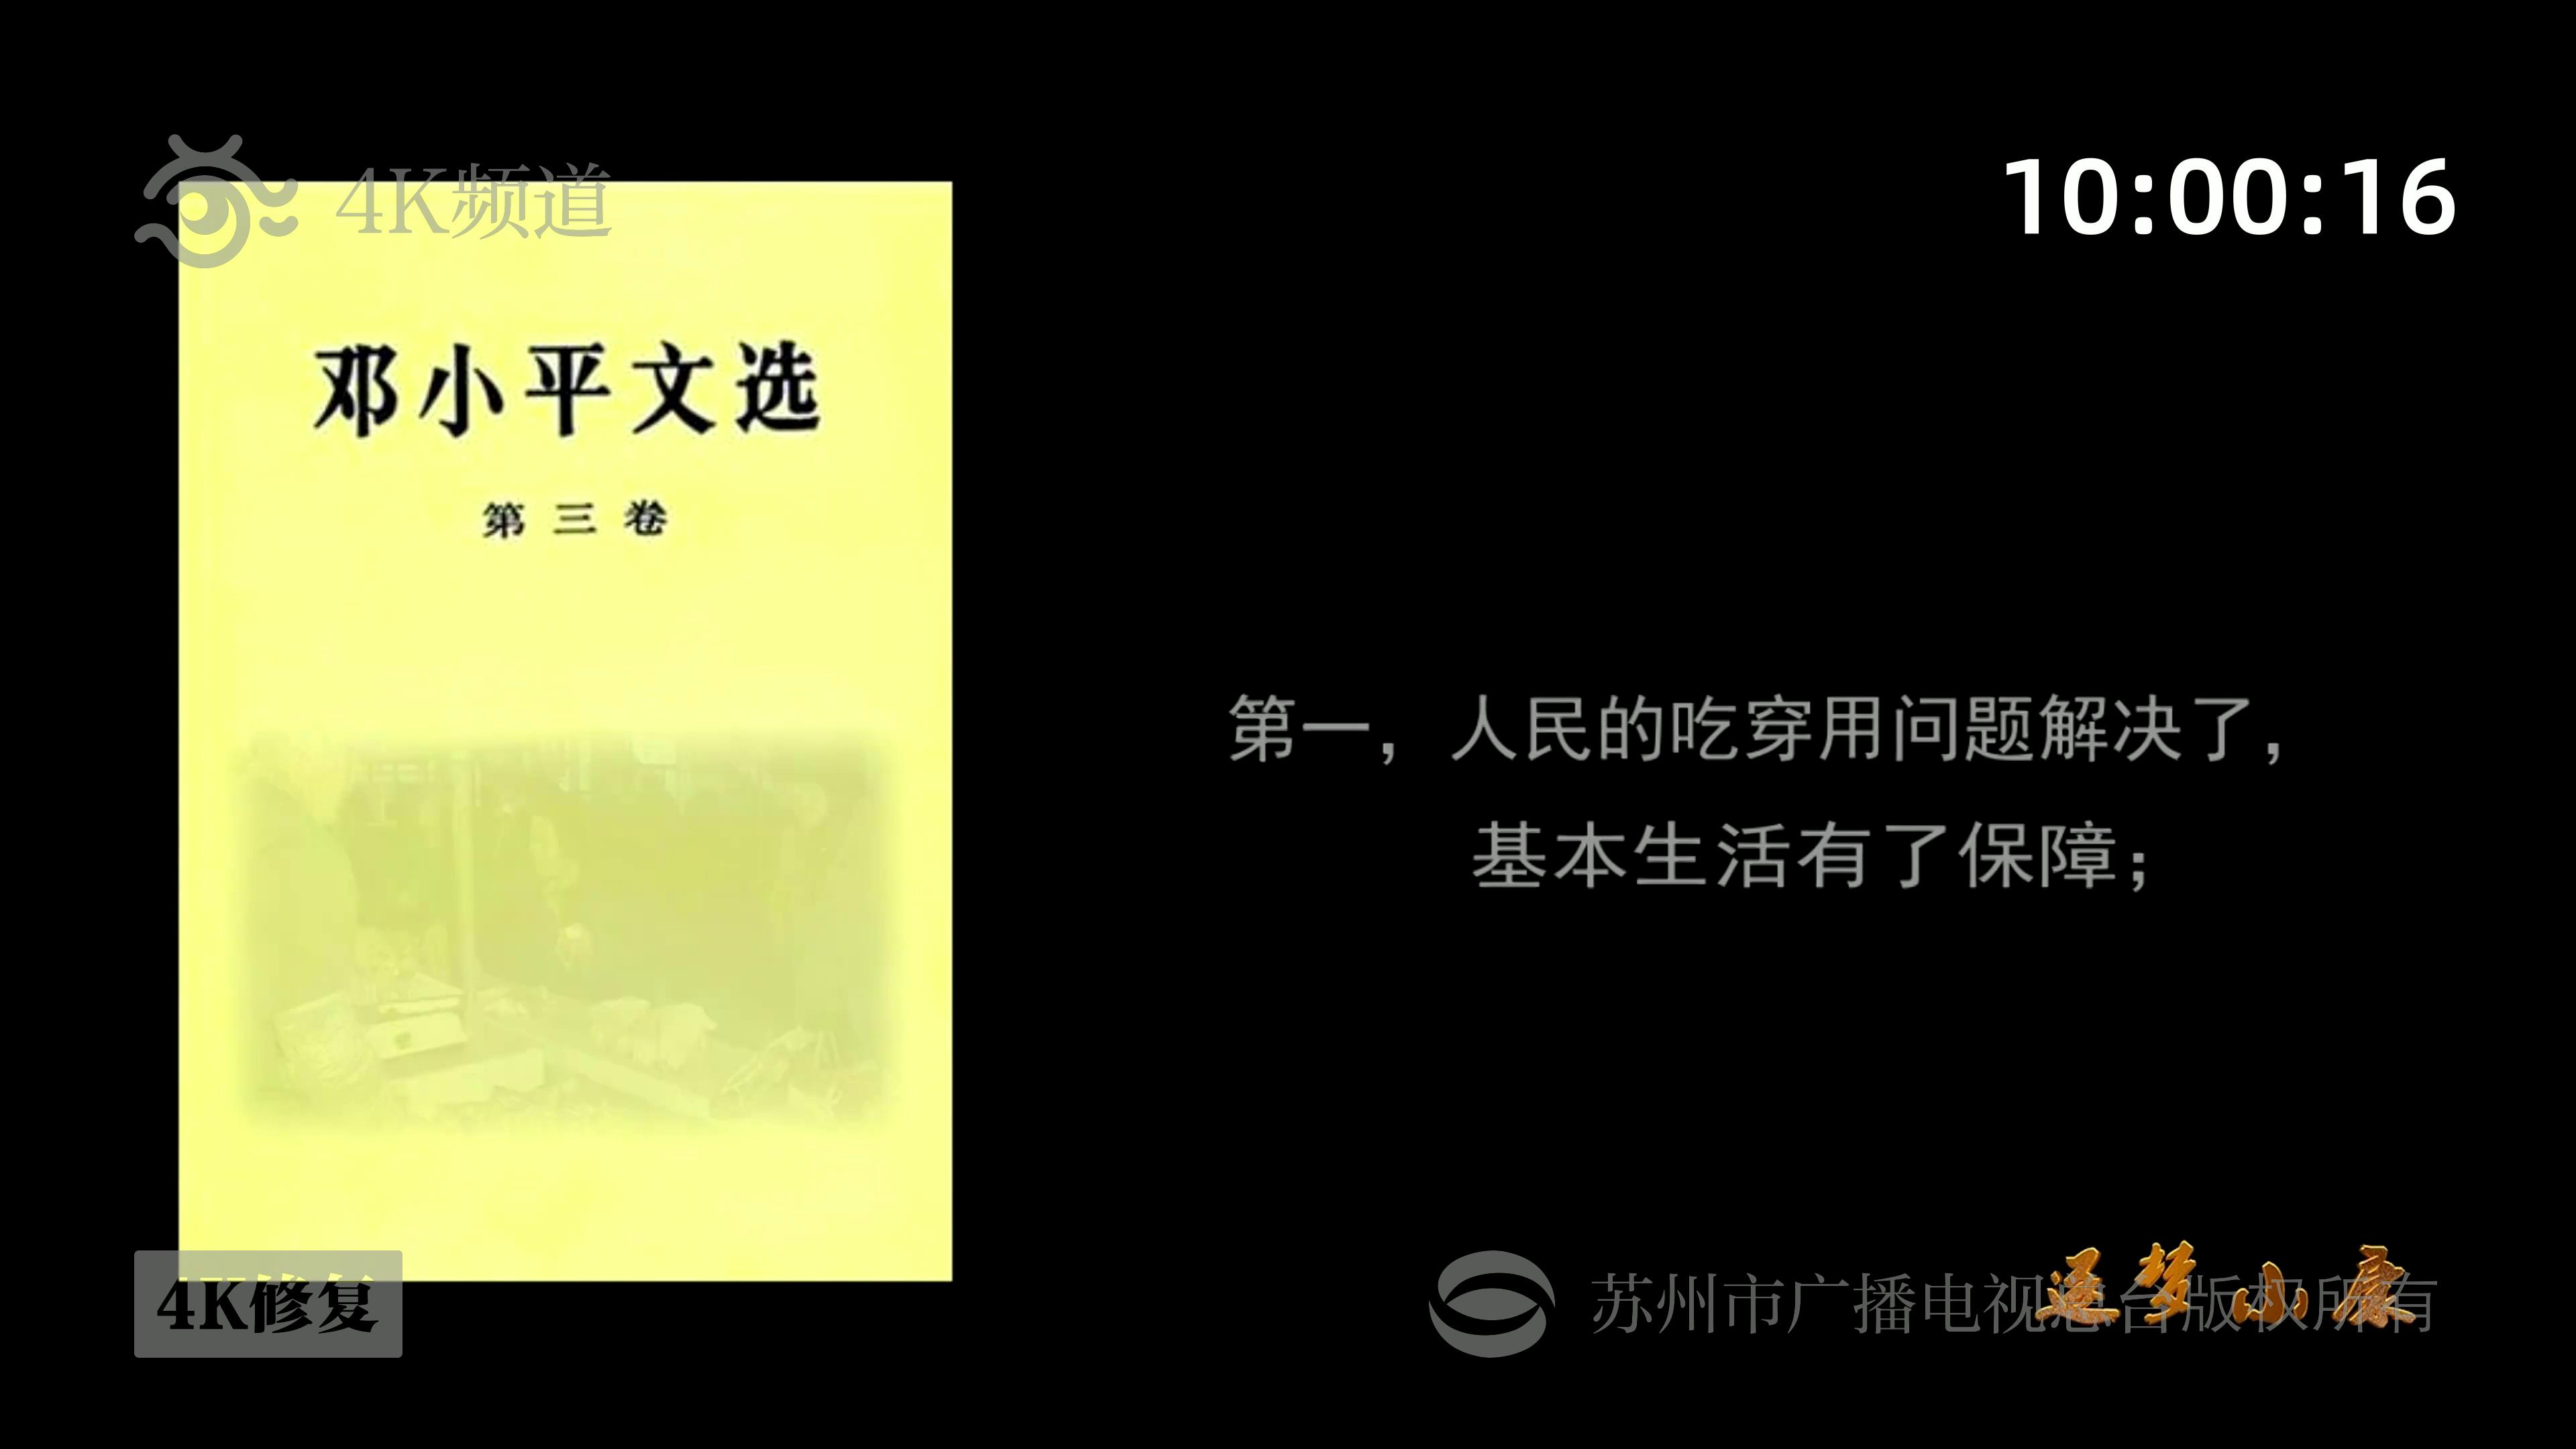 4K频道
10:00:16
邓小平文选
第三卷
第一，人民的吃穿用问题解决了，
基本生活有了保障；
4K修复
苏州市广播电视总台版权所有
逐梦小康